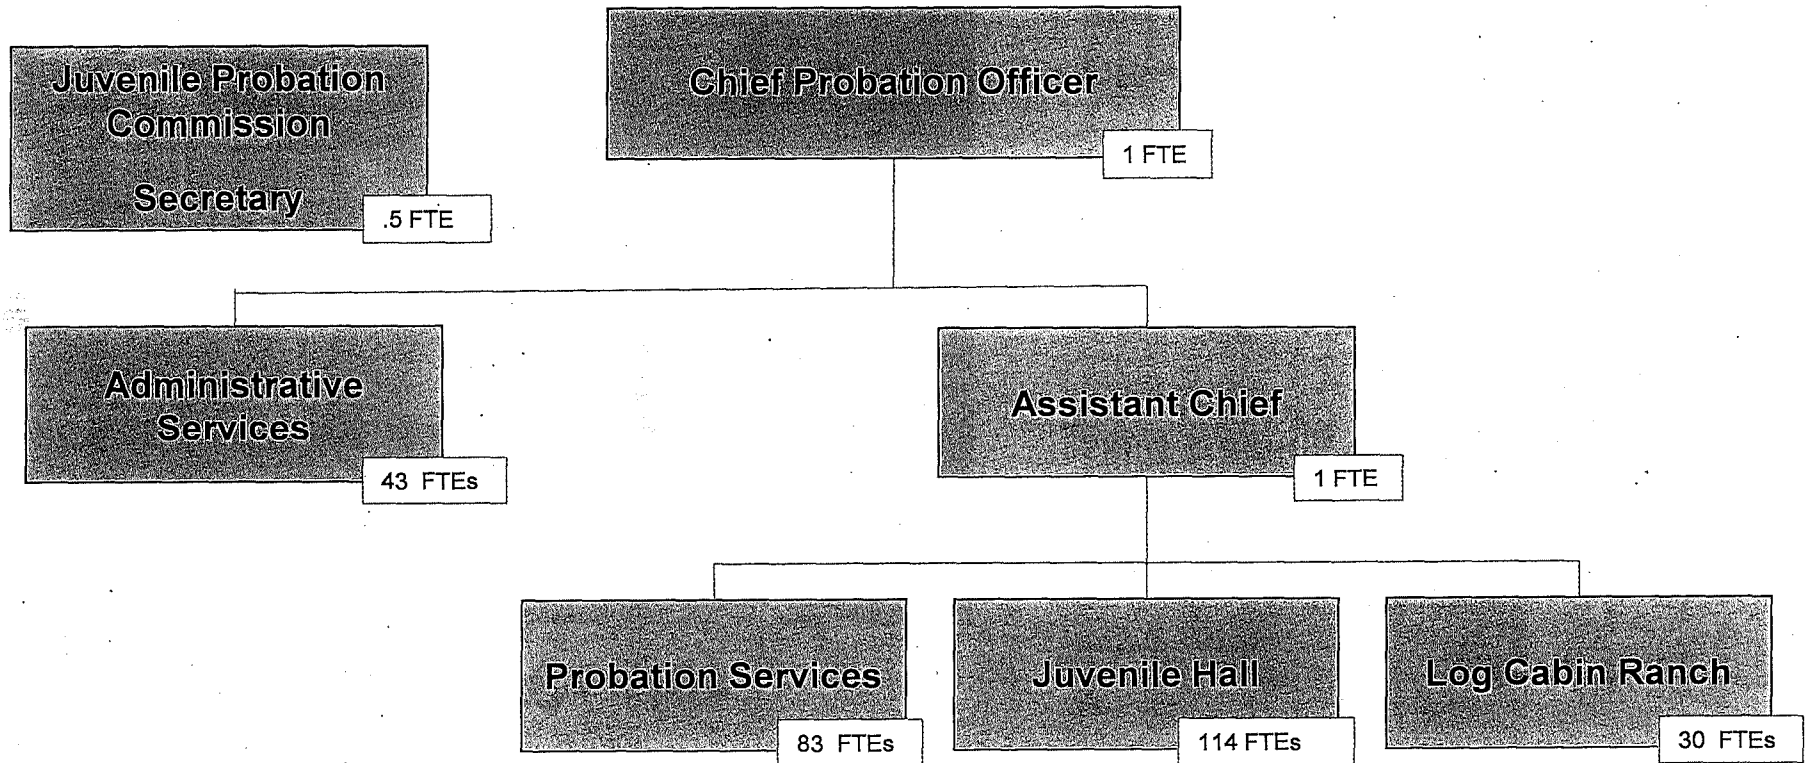 Juvenile Probation
Commission
Secretary
.5 FTE
Chief Probation Officer
1 FTE
Administrative
Services
43 FTEs
Assistant Chief
1 FTE
Probation Services
83 FTEs
Juvenile Hall
114 FTEs
Log Cabin Ranch
30 FTEs